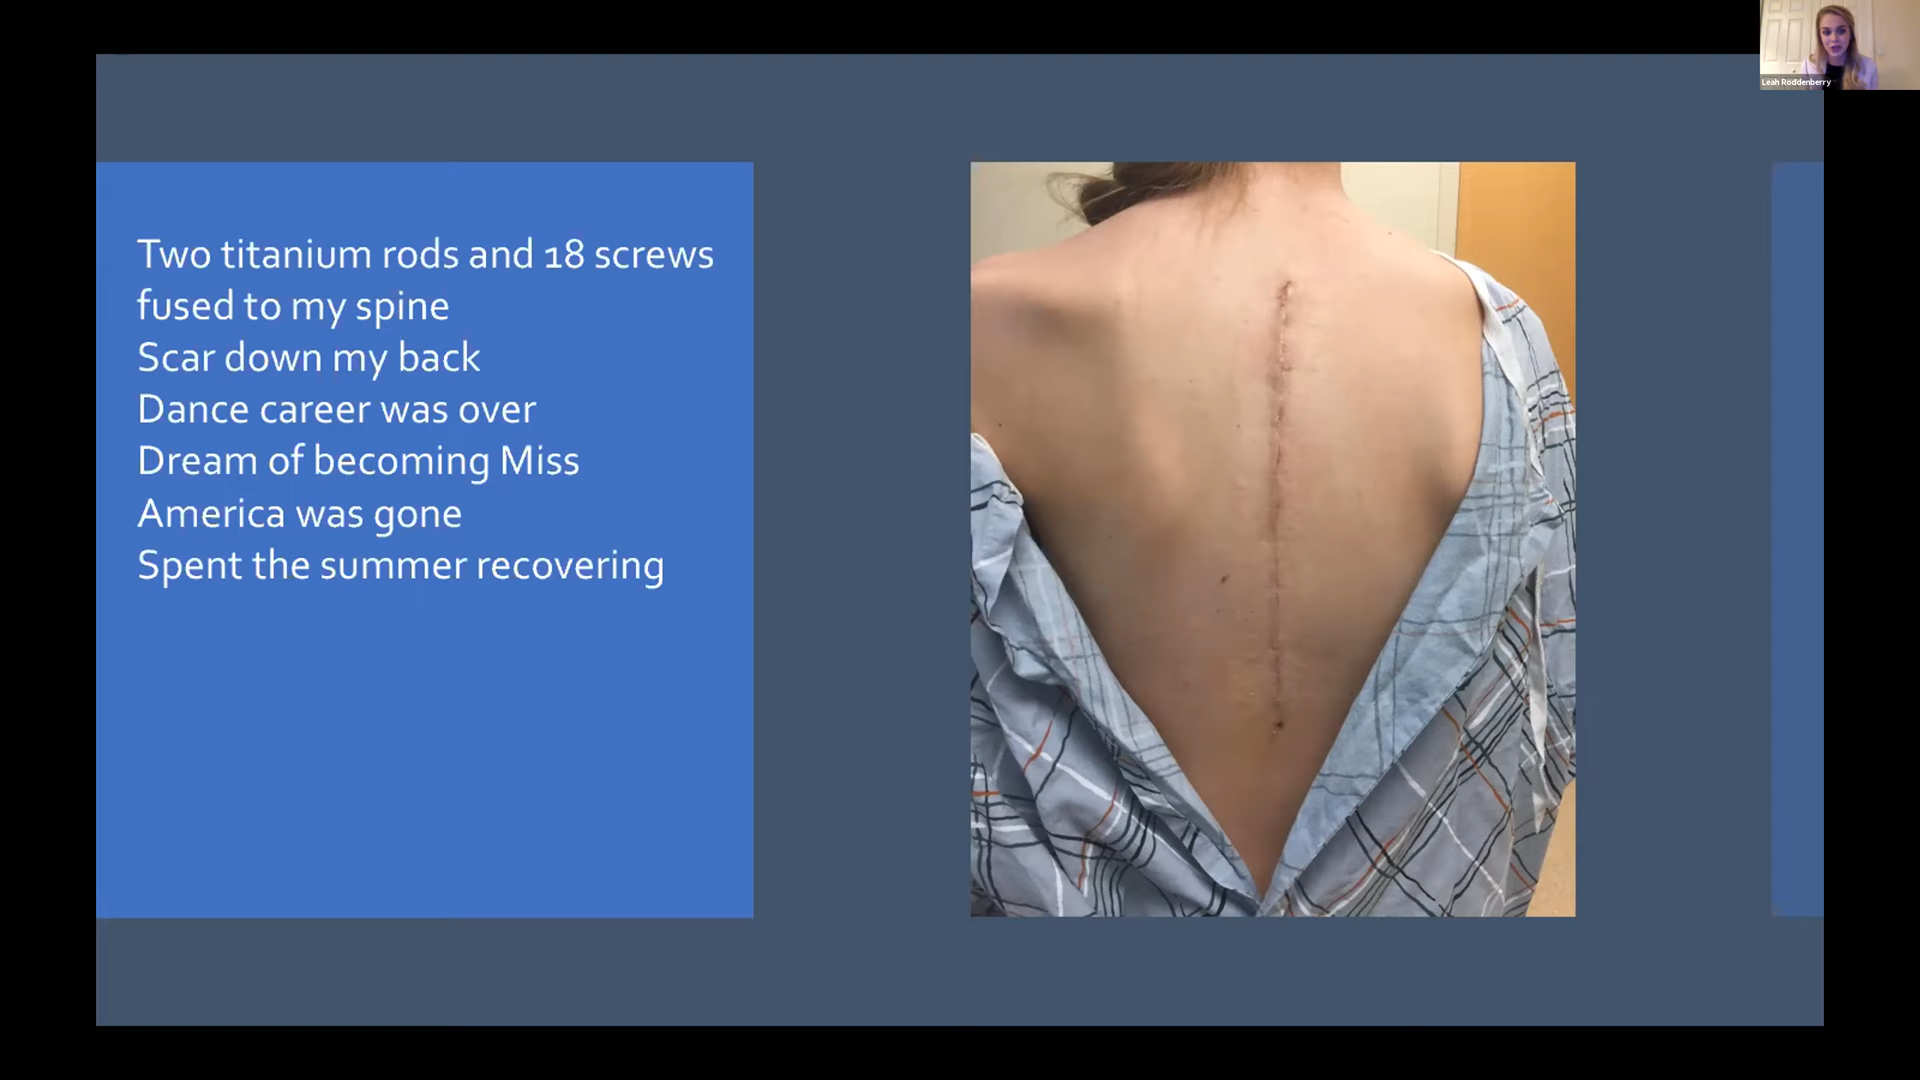 Two titanium rods and 18 screws
fused to my spine
Scar down my back
Dance career was over
Dream of becoming Miss
America was gone
Spent the summer recovering
Leah Roddenberry